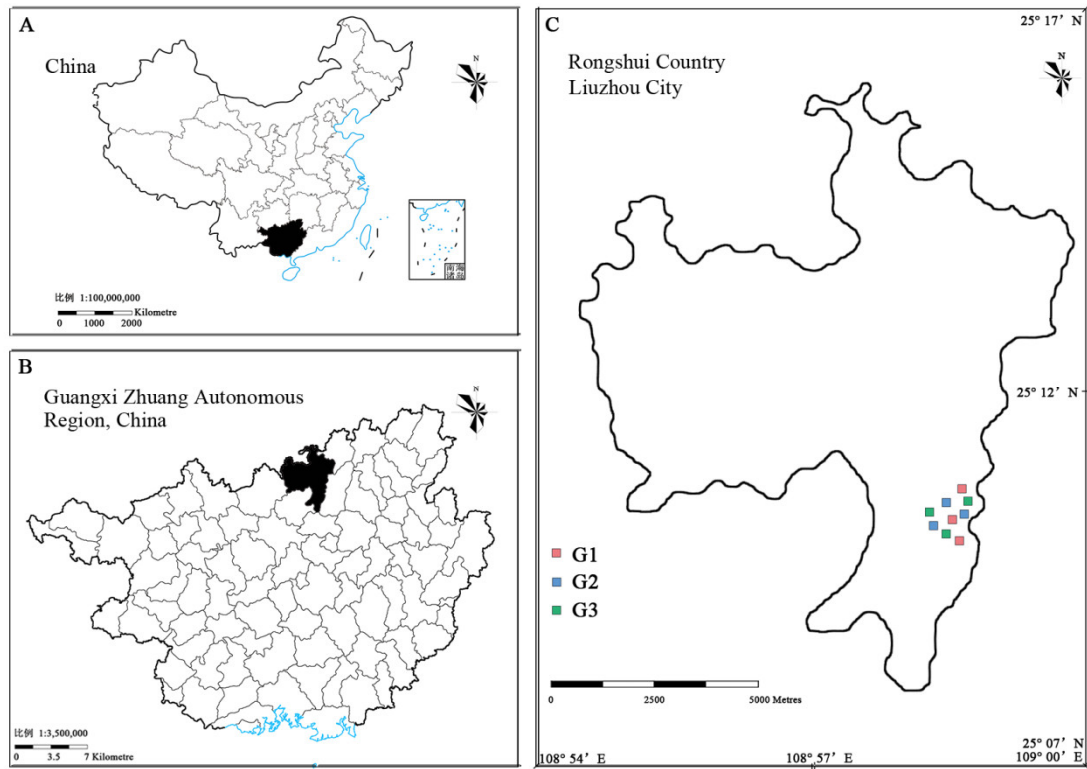 A
China
N
南海
诸岛
比例 1:100,000,000
Kilometre
0 1000 2000
B
Guangxi Zhuang Autonomous
Region, China
N
比例 1:3,500,000
0 3.5 7 Kilometre
C
25° 17’ N
Rongshui Country
Liuzhou City
N
25° 12’ N
G1
G2
G3
0 2500 5000 Metres
25° 07’ N
108° 54’ E 108° 57’ E 109° 00’ E